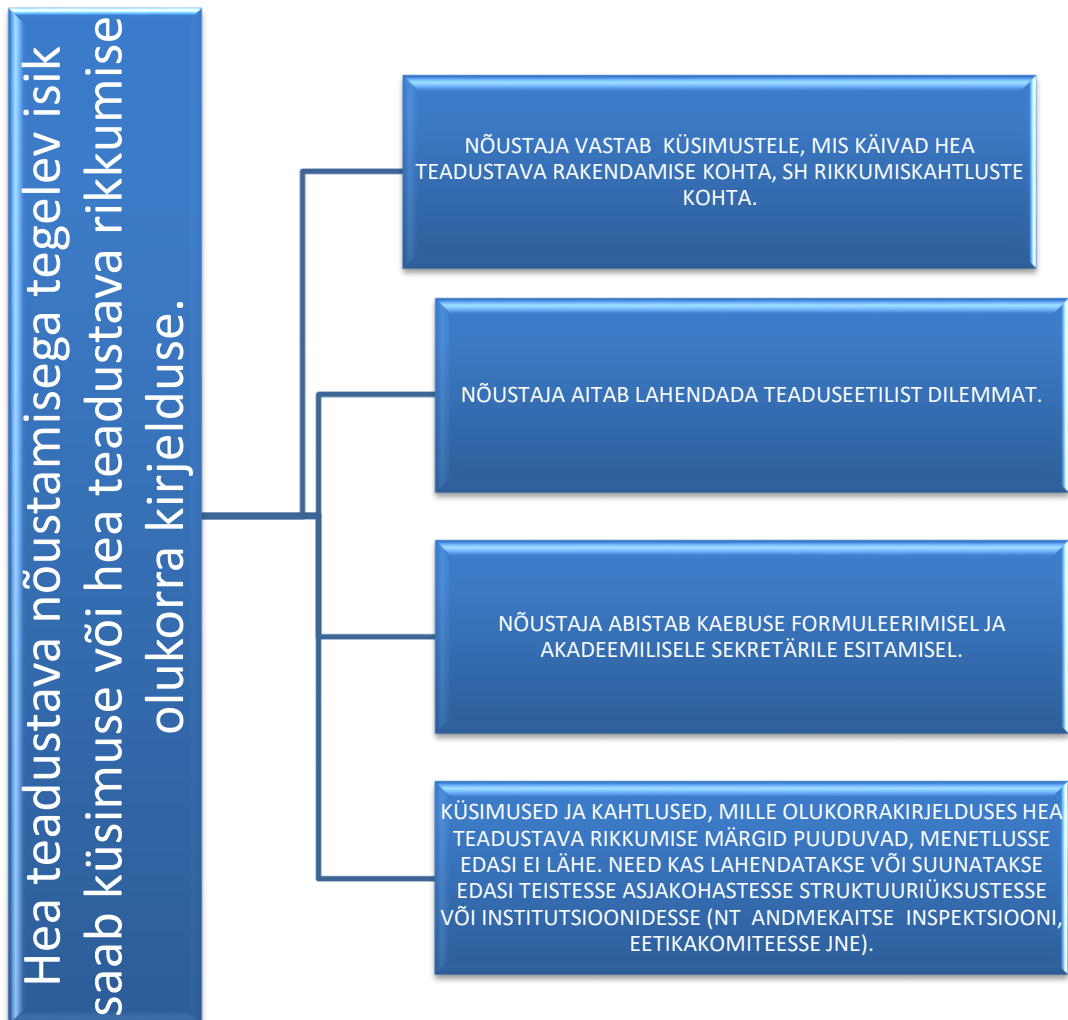 Hea teadustava nõustamisega tegelev isik
saab küsimuse või hea teadustava rikkumise
olukorra kirjelduse.
NÕUSTAJA VASTAB KÜSIMUSTELE, MIS KÄIVAD HEA
TEADUSTAVA RAKENDAMISE KOHTA, SH RIKKUMISKAHTLUSTE
KOHTA.
NÕUSTAJA AITAB LAHENDADA TEADUSEETILIST DILEMMAT.
NÕUSTAJA ABISTAB KAEBUSE FORMULEERIMISEL JA
AKADEEMILISELE SEKRETÄRILE ESITAMISEL.
KÜSIMUSED JA KAHTLUSED, MILLE OLUKORRAKIRJELDUSES HEA
TEADUSTAVA RIKKUMISE MÄRGID PUUDUVAD, MENETLUSSE
EDASI EI LÄHE. NEED KAS LAHENDATAKSE VÕI SUUNATAKSE
EDASI TEISTESSE ASJAKOHASTESSE STRUKTUURIÜKSUSTESSE
VÕI INSTITUTSIOONIDESSE (NT ANDMEKAITSE INSPEKTSIOONI,
EETIKAKOMITEESSE JNE).